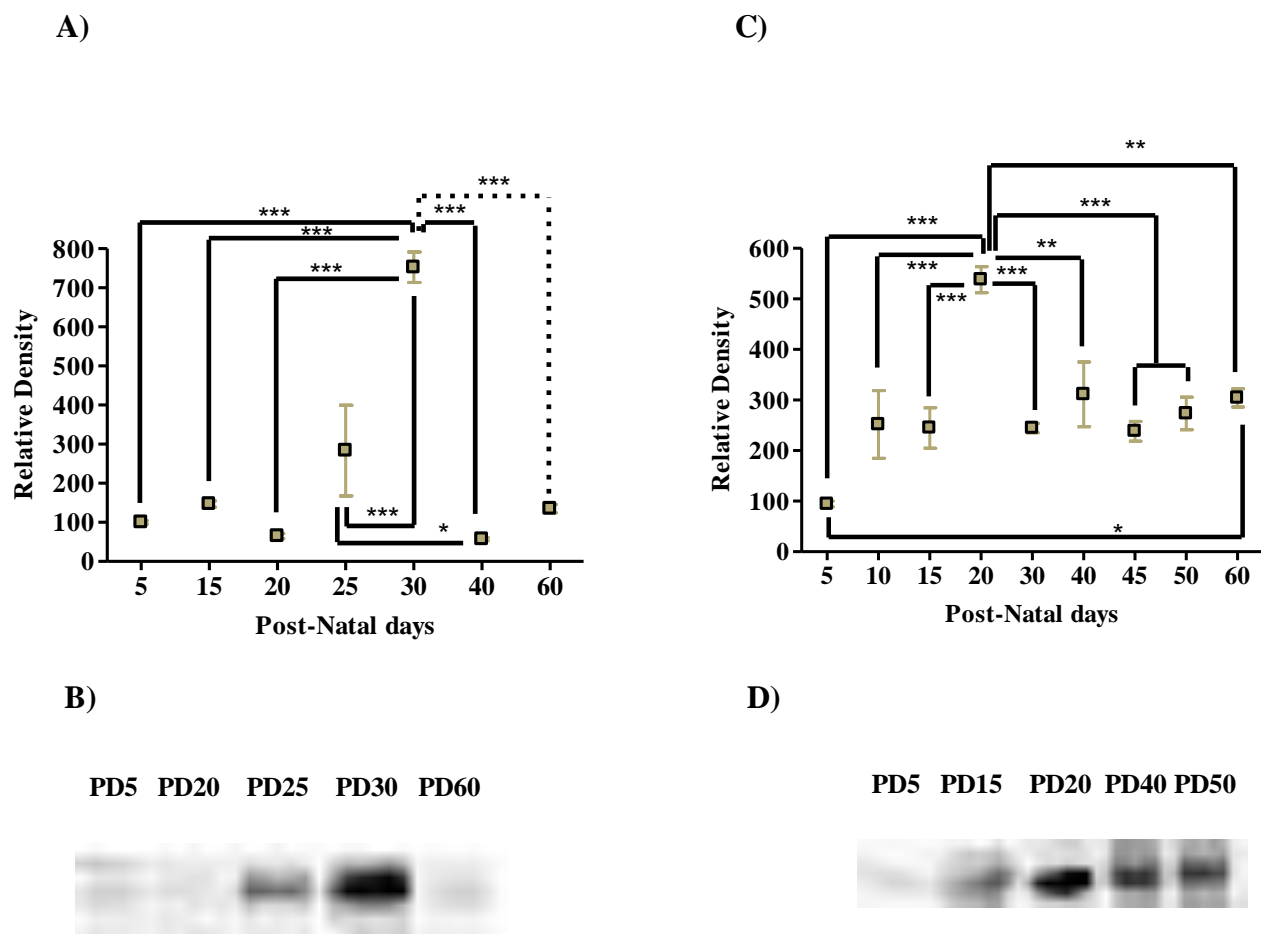 A)
***
***
***
***
***
800
700
600
500
400
300
200
100
0
Relative Density
***
*
5 15 20 25 30 40 60
Post-Natal days
B)
PD5 PD20 PD25 PD30 PD60
C)
**
***
***
**
***
***
***
600
500
400
300
200
100
0
Relative Density
*
5 10 15 20 30 40 45 50 60
Post-Natal days
D)
PD5 PD15 PD20 PD40 PD50